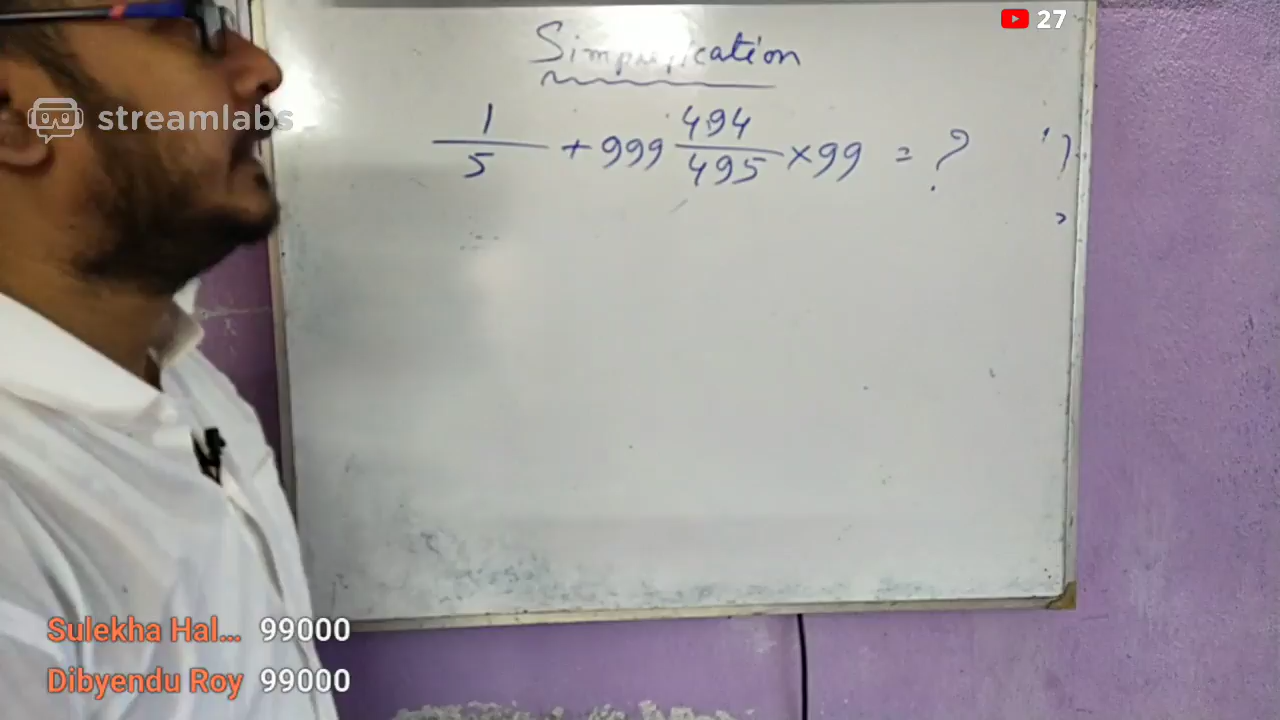 27
Simplification
streamlabs
1/5 + 999 494/495 × 99 = ?
Sulekha Hal... 99000
Dibyendu Roy 99000